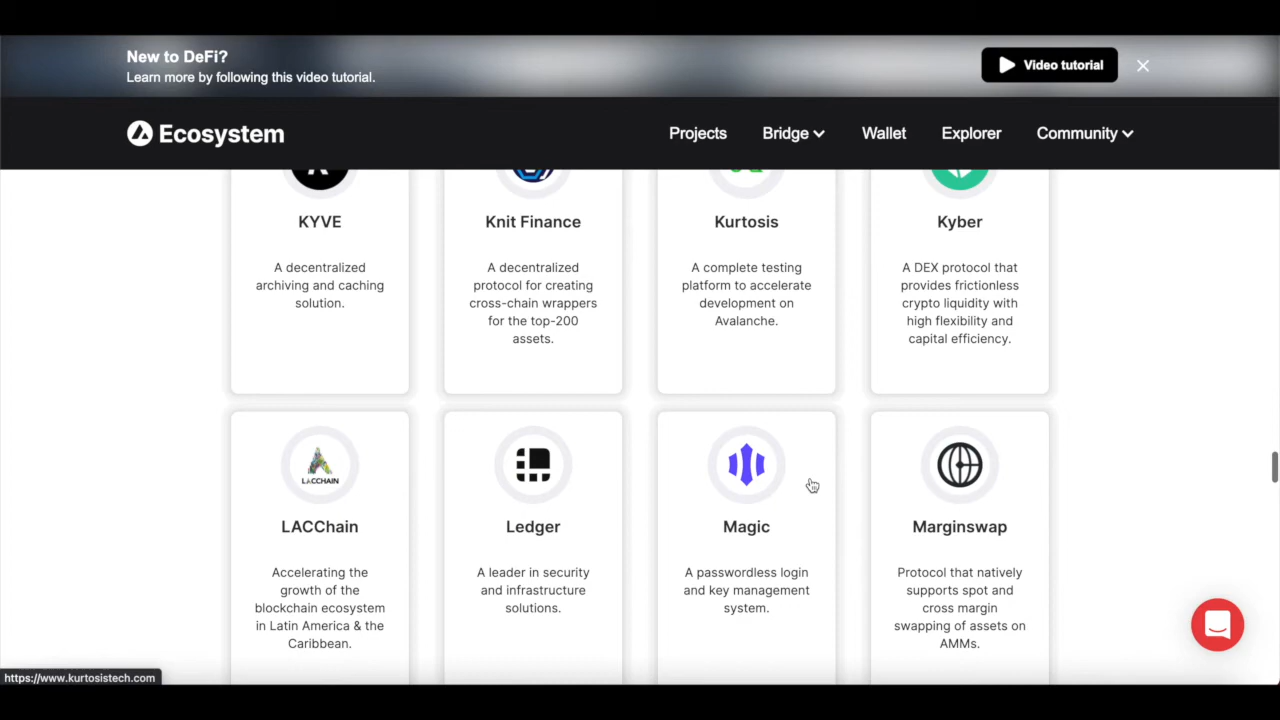 New to DeFi?
Learn more by following this video tutorial.
Video tutorial
Ecosystem
Projects
Bridge
Wallet
Explorer
Community
KYVE
A decentralized
archiving and caching
solution.
Knit Finance
A decentralized
protocol for creating
cross-chain wrappers
for the top-200
assets.
Kurtosis
A complete testing
platform to accelerate
development on
Avalanche.
Kyber
A DEX protocol that
provides frictionless
crypto liquidity with
high flexibility and
capital efficiency.
LACCHAIN
LACChain
Accelerating the
growth of the
blockchain ecosystem
in Latin America & the
Caribbean.
Ledger
A leader in security
and infrastructure
solutions.
Magic
A passwordless login
and key management
system.
Marginswap
Protocol that natively
supports spot and
cross margin
swapping of assets on
AMMs.
https://www.kurtosistech.com